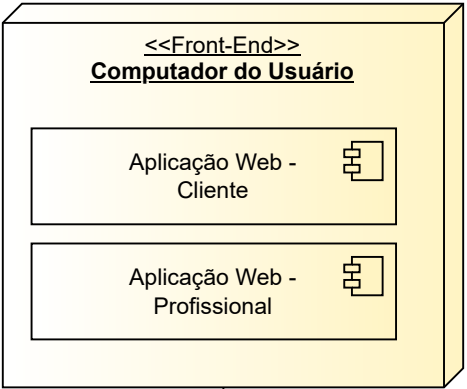 <<Front-End>>
Computador do Usuário
Aplicação Web -
Cliente
Aplicação Web -
Profissional